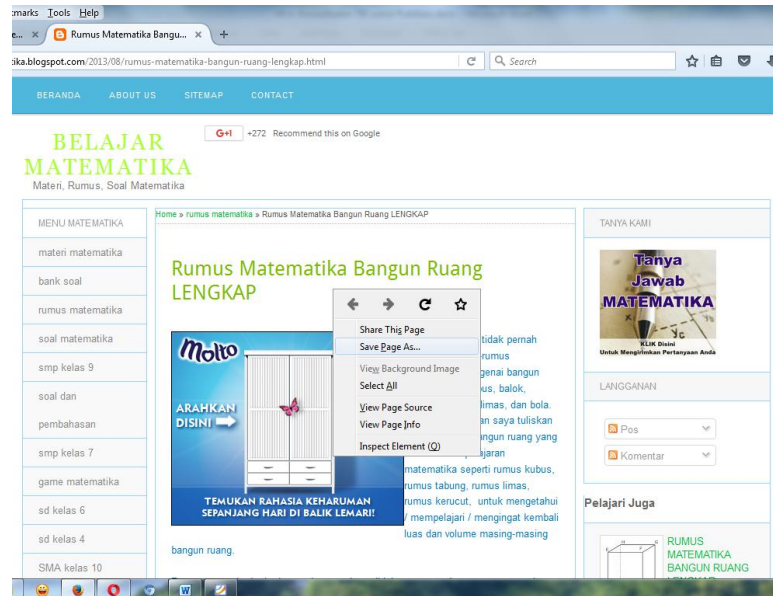 marks Tools Help
e... × Rumus Matematika Bangu... × +
ika.blogspot.com/2013/08/rumus-matematika-bangun-ruang-lengkap.html Search
BERANDA ABOUT US SITEMAP CONTACT
G+1 +272 Recommend this on Google
BELAJAR
MATEMATIKA
Materi, Rumus, Soal Matematika
MENU MATEMATIKA
materi matematika
bank soal
rumus matematika
soal matematika
smp kelas 9
soal dan
pembahasan
smp kelas 7
game matematika
sd kelas 6
sd kelas 4
SMA kelas 10
Home » rumus matematika » Rumus Matematika Bangun Ruang LENGKAP
Rumus Matematika Bangun Ruang
LENGKAP
Share This Page
Save Page As...
View Background Image
Select All
View Page Source
View Page Info
Inspect Element (Q)
Molto
ARAHKAN
DISINI
TEMUKAN RAHASIA KEHARUMAN
SEPANJANG HARI DI BALIK LEMARI!
tidak pernah
rumus
genai bangun
us, balok,
limas, dan bola.
an saya tuliskan
ngun ruang yang
ajaran
matematika seperti rumus kubus,
rumus tabung, rumus limas,
rumus kerucut, untuk mengetahui
/ mempelajari / mengingat kembali
luas dan volume masing-masing
bangun ruang.
TANYA KAMI
Tanya
Jawab
MATEMATIKA
KLIK Disini
Untuk Mengirimkan Pertanyaan Anda
LANGGANAN
Pos
Komentar
Pelajari Juga
RUMUS
MATEMATIKA
BANGUN RUANG